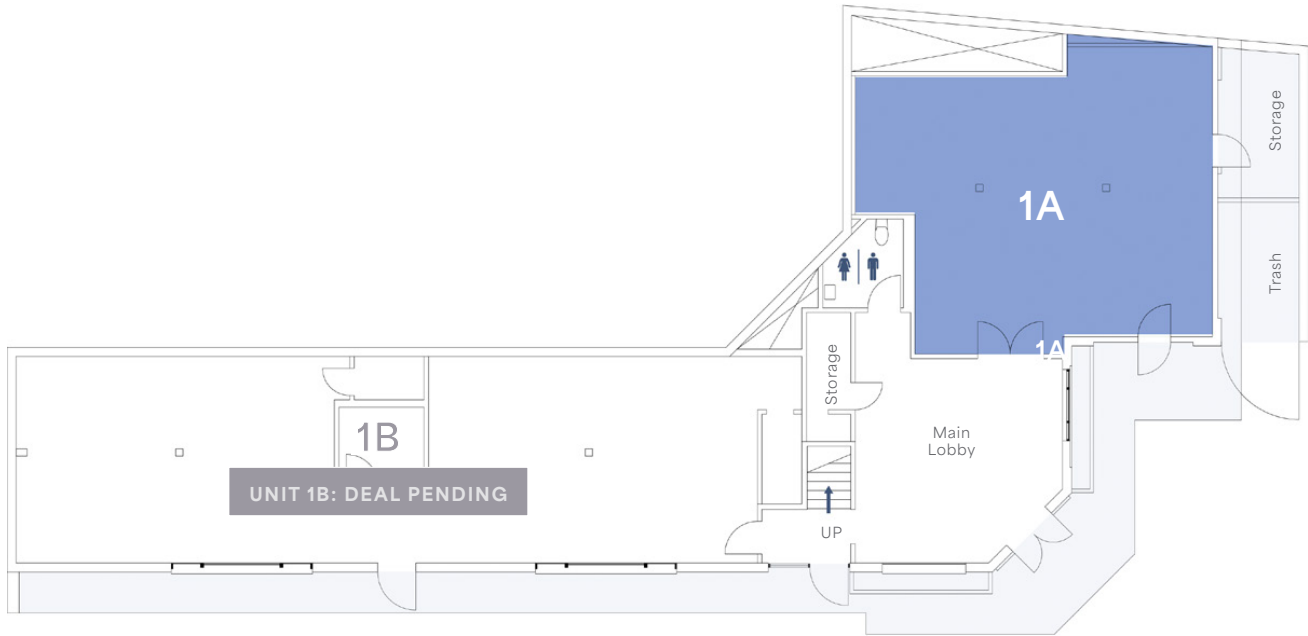 Storage
1A
Trash
1A
Storage
1B
Main
Lobby
UNIT 1B: DEAL PENDING
UP